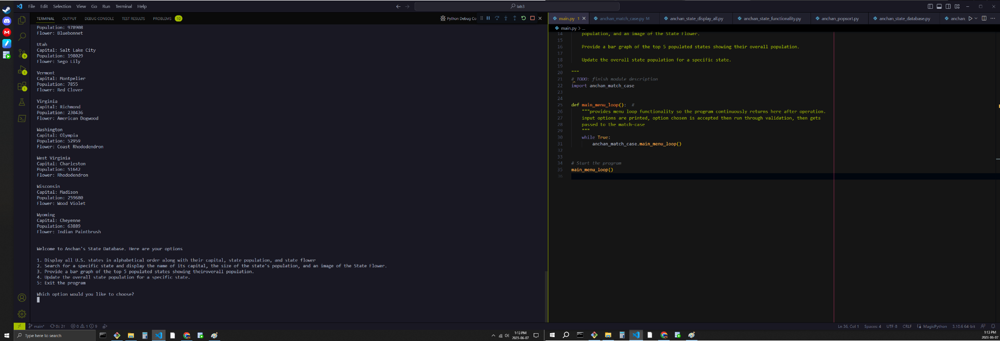 File Edit Selection View Go Run Terminal Help
lab3
TERMINAL OUTPUT DEBUG CONSOLE TEST RESULTS PROBLEMS 10
Python Debug Co
Population: 978908
Flower: Bluebonnet
Utah
Capital: Salt Lake City
Population: 198029
Flower: Sego Lily
Vermont
Capital: Montpelier
Population: 7855
Flower: Red Clover
Virginia
Capital: Richmond
Population: 230436
Flower: American Dogwood
Washington
Capital: Olympia
Population: 52959
Flower: Coast Rhododendron
West Virginia
Capital: Charleston
Population: 51642
Flower: Rhododendron
Wisconsin
Capital: Madison
Population: 259680
Flower: Wood Violet
Wyoming
Capital: Cheyenne
Population: 63889
Flower: Indian Paintbrush
Welcome to Anchan's State Database. Here are your options
1. Display all U.S. states in alphabetical order along with their capital, state population, and state flower
2. Search for a specific state and display the name of its capital, the size of the state's population, and an image of the State Flower.
3. Provide a bar graph of the top 5 populated states showing theiroverall population.
4. Update the overall state population for a specific state.
5: Exit the program
Which option would you like to choose?
main.py 1 anchan_match_case.py M anchan_state_display_all.py anchan_state_functionality.py anchan_popsort.py anchan_state_database.py anchan
main.py > ...
14 population, and an image of the State Flower.
15
16 Provide a bar graph of the top 5 populated states showing their overall population.
17
18 Update the overall state population for a specific state.
19
20 """
21 # TODO: finish module description
22 import anchan_match_case
23
24
25 def main_menu_loop():  #
26 """provides menu loop functionality so the program continuously returns here after operation.
27 input options are printed, option chosen is accepted then run through validation, then gets
28 passed to the match-case
29 """
30 while True:
31 anchan_match_case.main_menu_loop()
32
33
34 # Start the program
35 main_menu_loop()
36
main* 0↓ 2↑ 0 1 9
Ln 36, Col 1 Spaces: 4 UTF-8 CRLF MagicPython 3.10.6 64-bit
Type here to search
1:13 PM
2023-06-07
1:13 PM
2023-06-07